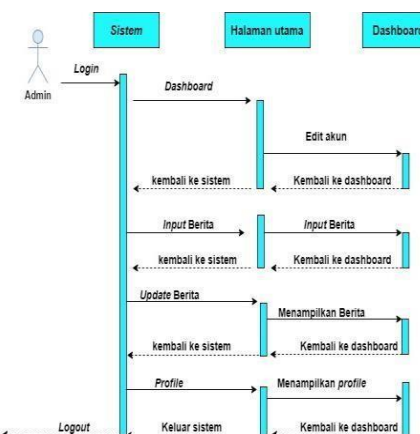 Sistem
Halaman utama
Dashboard
Admin
Login
Dashboard
Edit akun
kembali ke sistem
Kembali ke dashboard
Input Berita
Input Berita
kembali ke sistem
Kembali ke dashboard
Update Berita
Menampilkan Berita
kembali ke sistem
Kembali ke dashboard
Profile
Menampilkan profile
Logout
Keluar sistem
Kembali ke dashboard